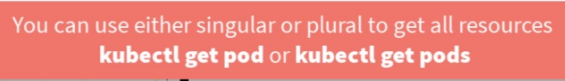 You can use either singular or plural to get all resources
kubectl get pod or kubectl get pods